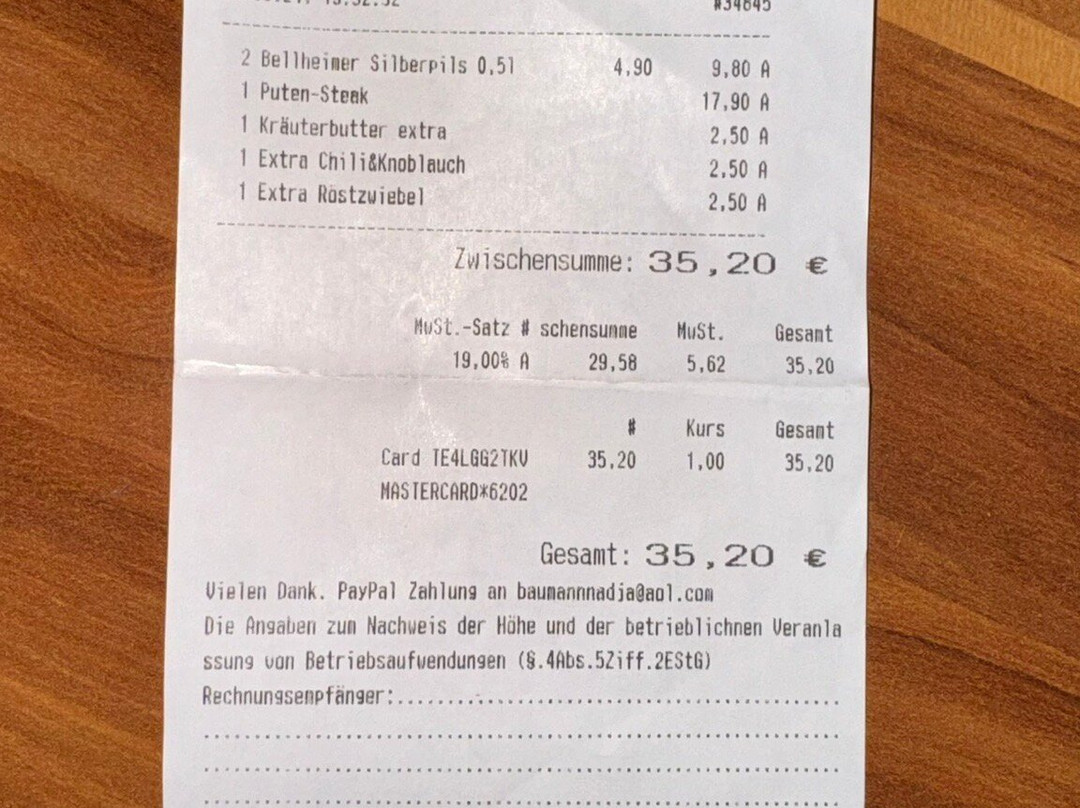 #34645
2 Bellheimer Silberpils 0,5l 4,90 9,80 A
1 Puten-Steak 17,90 A
1 Kräuterbutter extra 2,50 A
1 Extra Chili&Knoblauch 2,50 A
1 Extra Röstzwiebel 2,50 A
Zwischensumme: 35,20 €
MwSt.-Satz # schensumme MwSt. Gesamt
19,00% A 29,58 5,62 35,20
# Kurs Gesamt
Card TE4LGG2TKV 35,20 1,00 35,20
MASTERCARD*6202
Gesamt: 35,20 €
Vielen Dank. PayPal Zahlung an baumannnadja@aol.com
Die Angaben zum Nachweis der Höhe und der betrieblichnen Veranla
ssung von Betriebsaufwendungen (§.4Abs.5Ziff.2EStG)
Rechnungsempfänger: